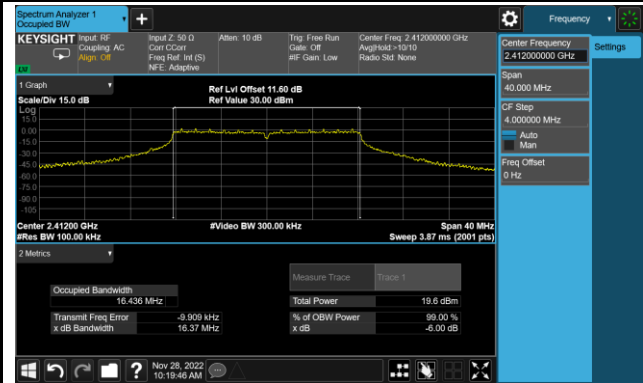 Spectrum Analyzer 1
Occupied BW
Frequency
KEYSIGHT
Input: RF
Coupling: AC
Align: Off
Input Z: 50 Ω
Corr CCorr
Freq Ref: Int (S)
NFE: Adaptive
Atten: 10 dB
Trig: Free Run
Gate: Off
#IF Gain: Low
Center Freq: 2.412000000 GHz
Avg|Hold:>10/10
Radio Std: None
Center Frequency
2.412000000 GHz
Settings
Span
40.000 MHz
CF Step
4.000000 MHz
Auto
Man
Freq Offset
0 Hz
1 Graph
Scale/Div 15.0 dB
Ref Lvl Offset 11.60 dB
Ref Value 30.00 dBm
Log
15.0
0.00
-15.0
-30.0
-45.0
-60.0
-75.0
-90.0
-105
Center 2.41200 GHz
#Video BW 300.00 kHz
Span 40 MHz
#Res BW 100.00 kHz
Sweep 3.87 ms (2001 pts)
2 Metrics
Measure Trace
Trace 1
Occupied Bandwidth
16.436 MHz
Total Power
19.6 dBm
Transmit Freq Error
-9.909 kHz
% of OBW Power
99.00 %
x dB Bandwidth
16.37 MHz
x dB
-6.00 dB
?
Nov 28, 2022
10:19:46 AM